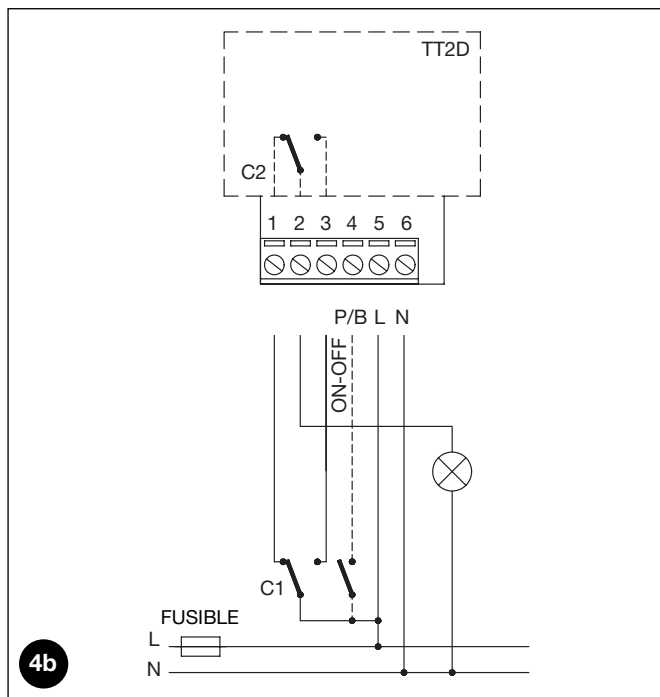 TT2D
C2
1 2 3 4 5 6
P/B L N
ON-OFF
C1
FUSIBLE
L
N
4b